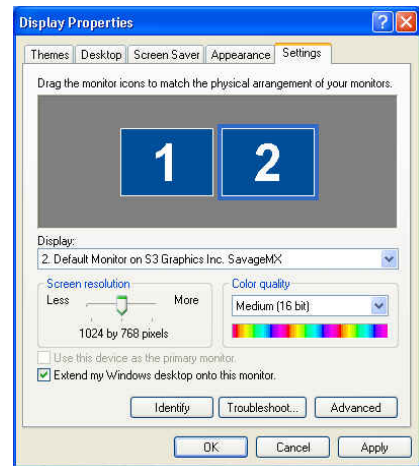 Display Properties
Themes Desktop Screen Saver Appearance Settings
Drag the monitor icons to match the physical arrangement of your monitors.
1 2
Display:
2. Default Monitor on S3 Graphics Inc. SavageMX
Screen resolution Color quality
Less More Medium (16 bit)
1024 by 768 pixels
Use this device as the primary monitor.
Extend my Windows desktop onto this monitor.
Identify Troubleshoot... Advanced
OK Cancel Apply